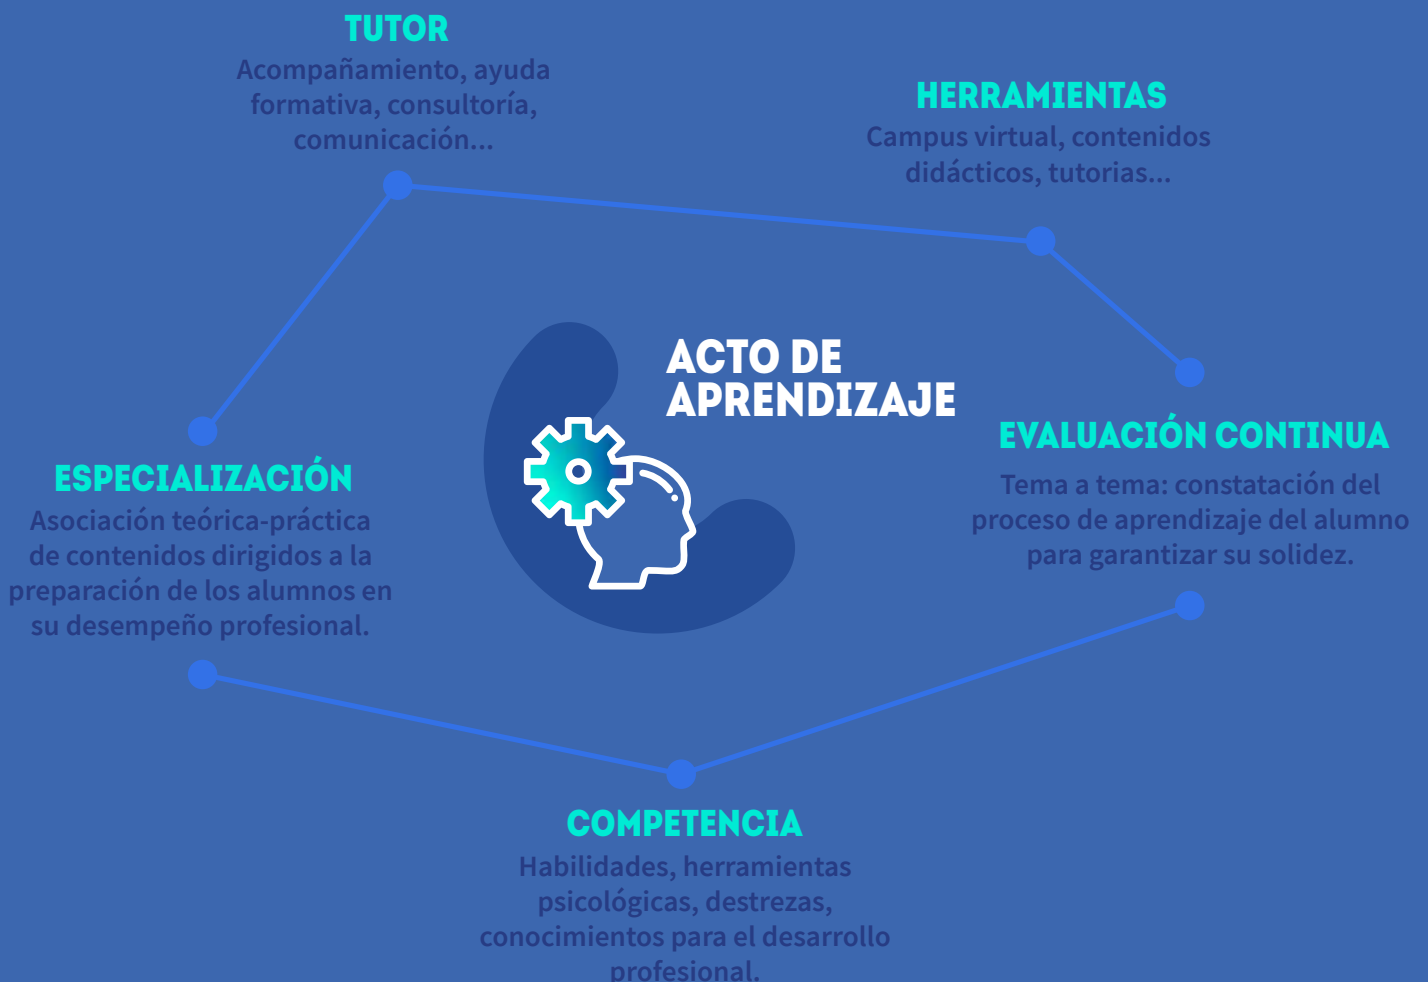 TUTOR
Acompañamiento, ayuda
formativa, consultoría,
comunicación...
HERRAMIENTAS
Campus virtual, contenidos
didácticos, tutorias...
ACTO DE
APRENDIZAJE
EVALUACIÓN CONTINUA
Tema a tema: constatación del
proceso de aprendizaje del alumno
para garantizar su solidez.
ESPECIALIZACIÓN
Asociación teórica-práctica
de contenidos dirigidos a la
preparación de los alumnos en
su desempeño profesional.
COMPETENCIA
Habilidades, herramientas
psicológicas, destrezas,
conocimientos para el desarrollo
profesional.